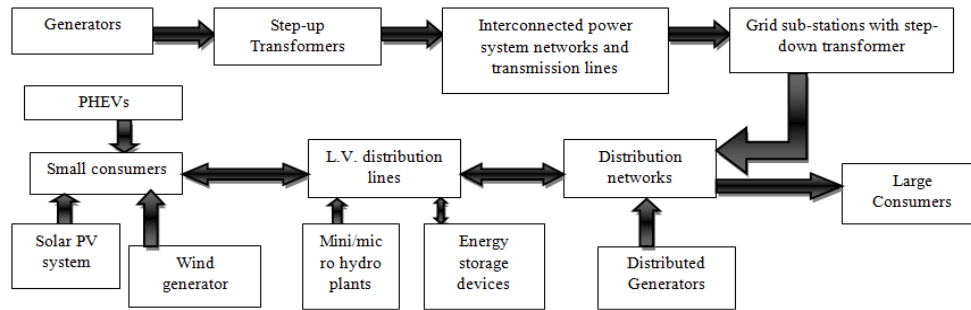 Generators
Step-up
Transformers
Interconnected power
system networks and
transmission lines
Grid sub-stations with step-
down transformer
PHEVs
Small consumers
L.V. distribution
lines
Distribution
networks
Large
Consumers
Solar PV
system
Wind
generator
Mini/mic
ro hydro
plants
Energy
storage
devices
Distributed
Generators